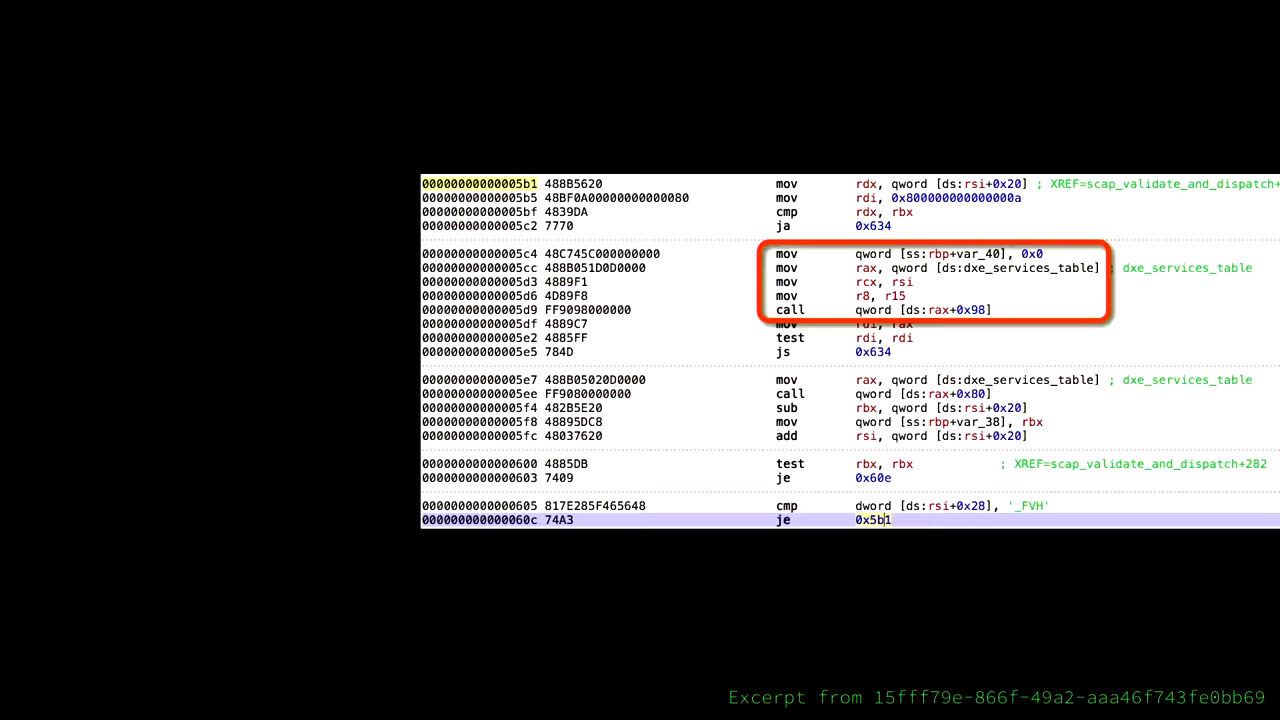 00000000000005b1 488B5620 mov rdx, qword [ds:rsi+0x20] ; XREF=scap_validate_and_dispatch+
00000000000005b5 48BF0A00000000000080 mov rdi, 0x800000000000000a
00000000000005bf 4839DA cmp rdx, rbx
00000000000005c2 7770 ja 0x634
00000000000005c4 48C745C000000000 mov qword [ss:rbp+var_40], 0x0
00000000000005cc 488B051D0D0000 mov rax, qword [ds:dxe_services_table] ; dxe_services_table
00000000000005d3 4889F1 mov rcx, rsi
00000000000005d6 4D89F8 mov r8, r15
00000000000005d9 FF9098000000 call qword [ds:rax+0x98]
00000000000005df 4889C7 mov rdi, rax
00000000000005e2 4885FF test rdi, rdi
00000000000005e5 784D js 0x634
00000000000005e7 488B05020D0000 mov rax, qword [ds:dxe_services_table] ; dxe_services_table
00000000000005ee FF9080000000 call qword [ds:rax+0x80]
00000000000005f4 482B5E20 sub rbx, qword [ds:rsi+0x20]
00000000000005f8 48895DC8 mov qword [ss:rbp+var_38], rbx
00000000000005fc 48037620 add rsi, qword [ds:rsi+0x20]
0000000000000600 4885DB test rbx, rbx ; XREF=scap_validate_and_dispatch+282
0000000000000603 7409 je 0x60e
0000000000000605 817E285F465648 cmp dword [ds:rsi+0x28], '_FVH'
000000000000060c 74A3 je 0x5b1
Excerpt from 15fff79e-866f-49a2-aaa46f743fe0bb69